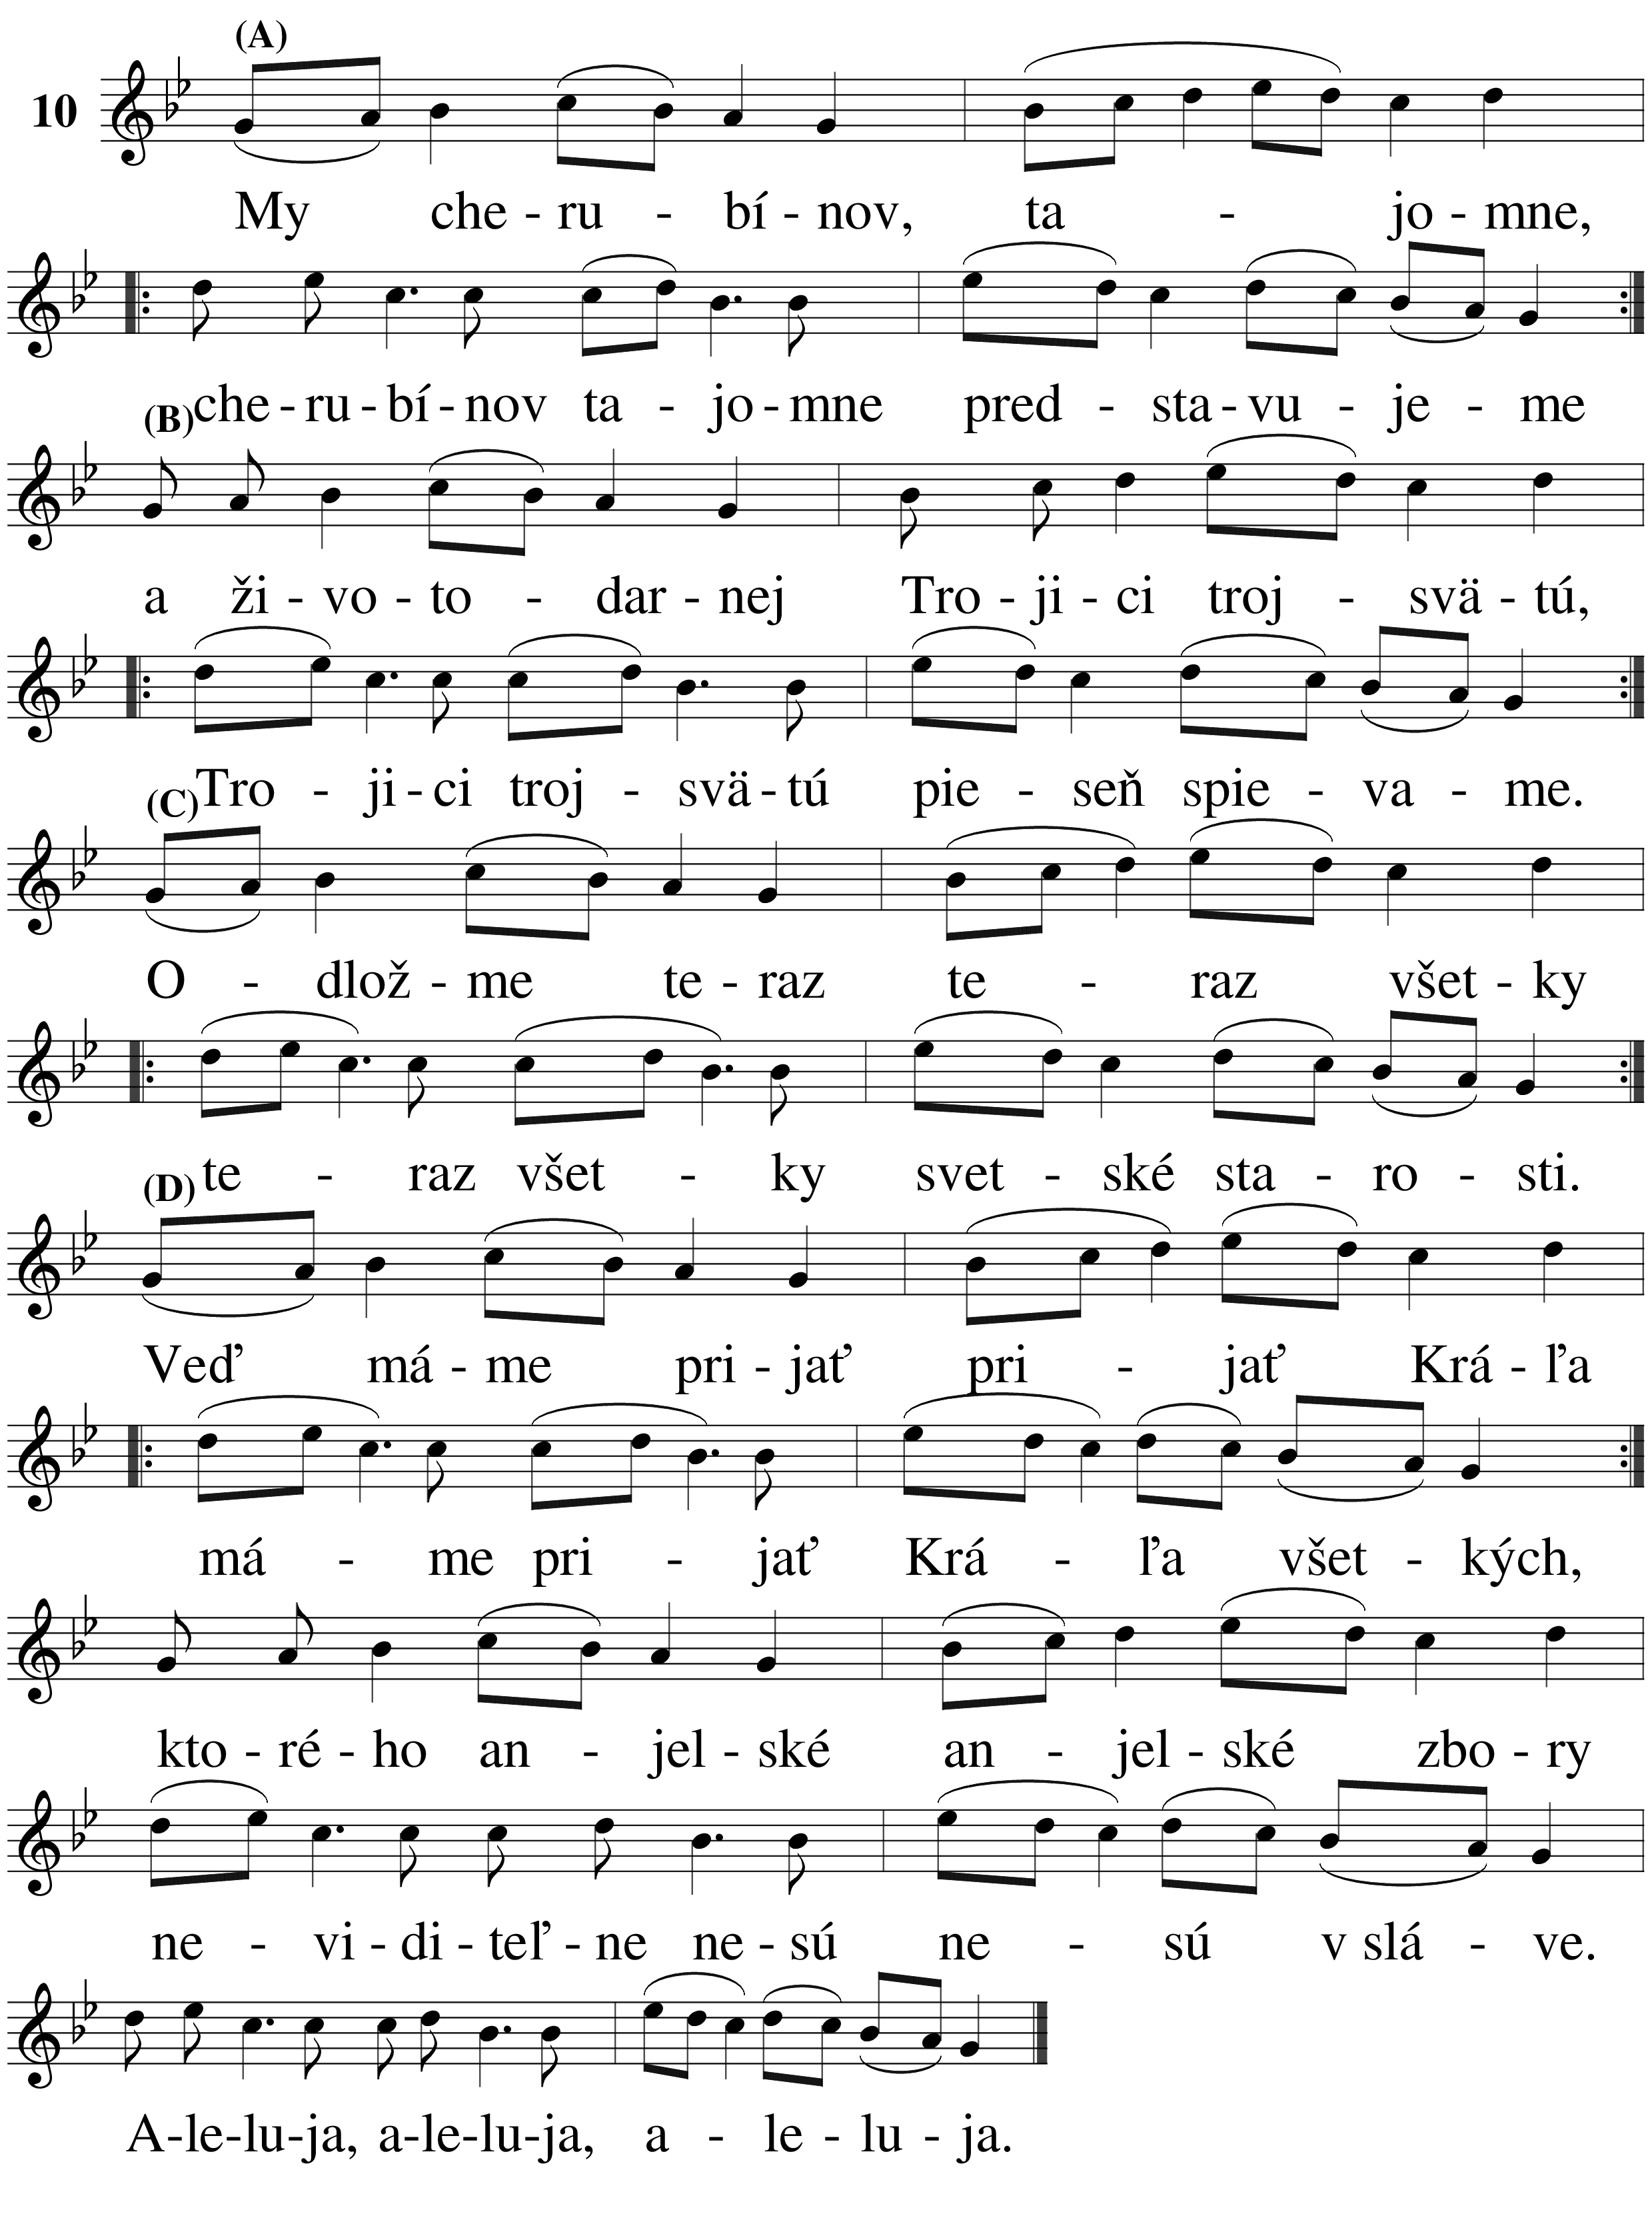 (A)
10
My che - ru - bí - nov, ta - jo - mne,
(B) che - ru - bí - nov ta - jo - mne pred - sta - vu - je - me
a ži - vo - to - dar - nej Tro - ji - ci troj - svä - tú,
(C) Tro - ji - ci troj - svä - tú pie - seň spie - va - me.
O - dlož - me te - raz te - raz všet - ky
(D) te - raz všet - ky svet - ské sta - ro - sti.
Veď má - me pri - jať pri - jať Krá - ľa
má - me pri - jať Krá - ľa všet - kých,
kto - ré - ho an - jel - ské an - jel - ské zbo - ry
ne - vi - di - teľ - ne ne - sú ne - sú v slá - ve.
A-le-lu-ja, a-le-lu-ja, a - le - lu - ja.